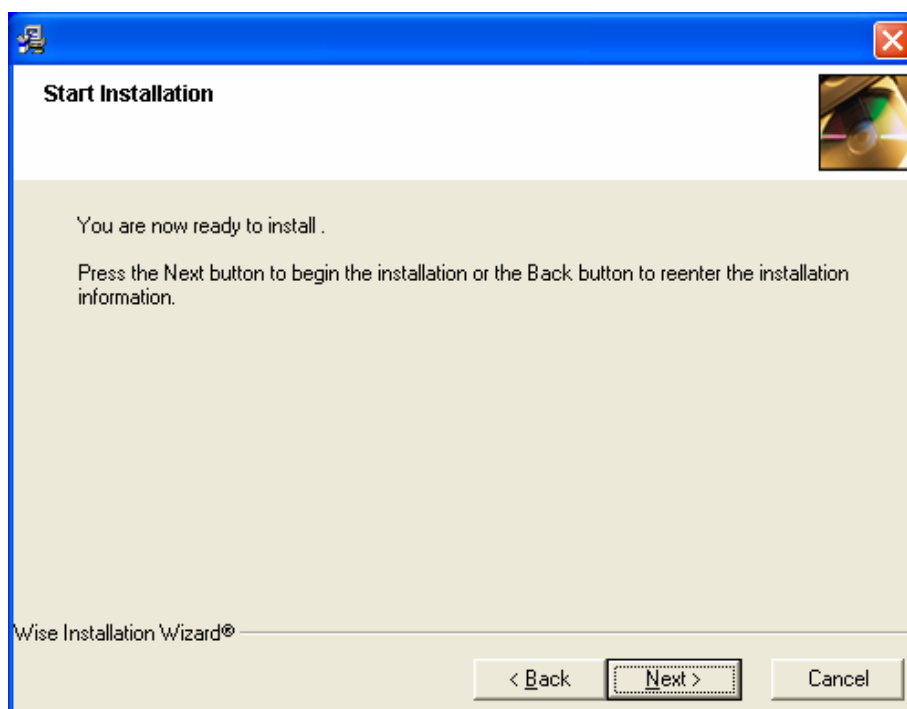 Start Installation
You are now ready to install .
Press the Next button to begin the installation or the Back button to reenter the installation
information.
Wise Installation Wizard®
< Back
Next >
Cancel